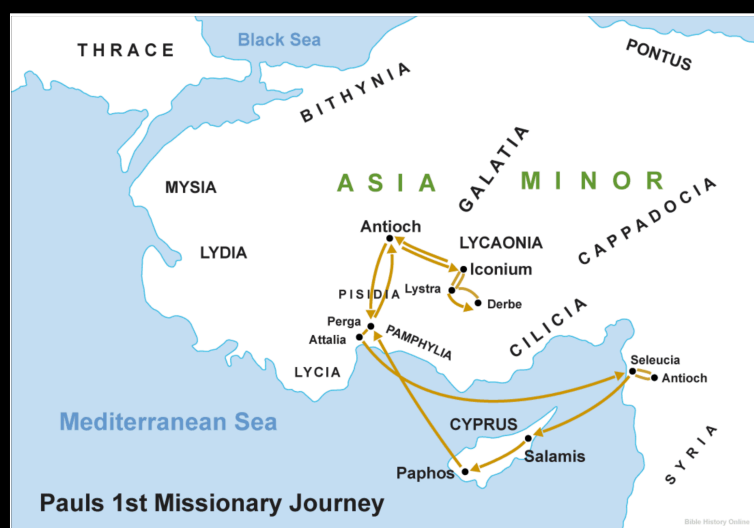 THRACE
Black Sea
PONTUS
BITHYNIA
GALATIA
MYSIA
ASIA MINOR
CAPPADOCIA
Antioch
LYCAONIA
LYDIA
Iconium
PISIDIA
Lystra
Derbe
Perga
PAMPHYLIA
CILICIA
Attalia
LYCIA
Seleucia
Antioch
Mediterranean Sea
CYPRUS
SYRIA
Salamis
Paphos
Pauls 1st Missionary Journey
Bible History Online